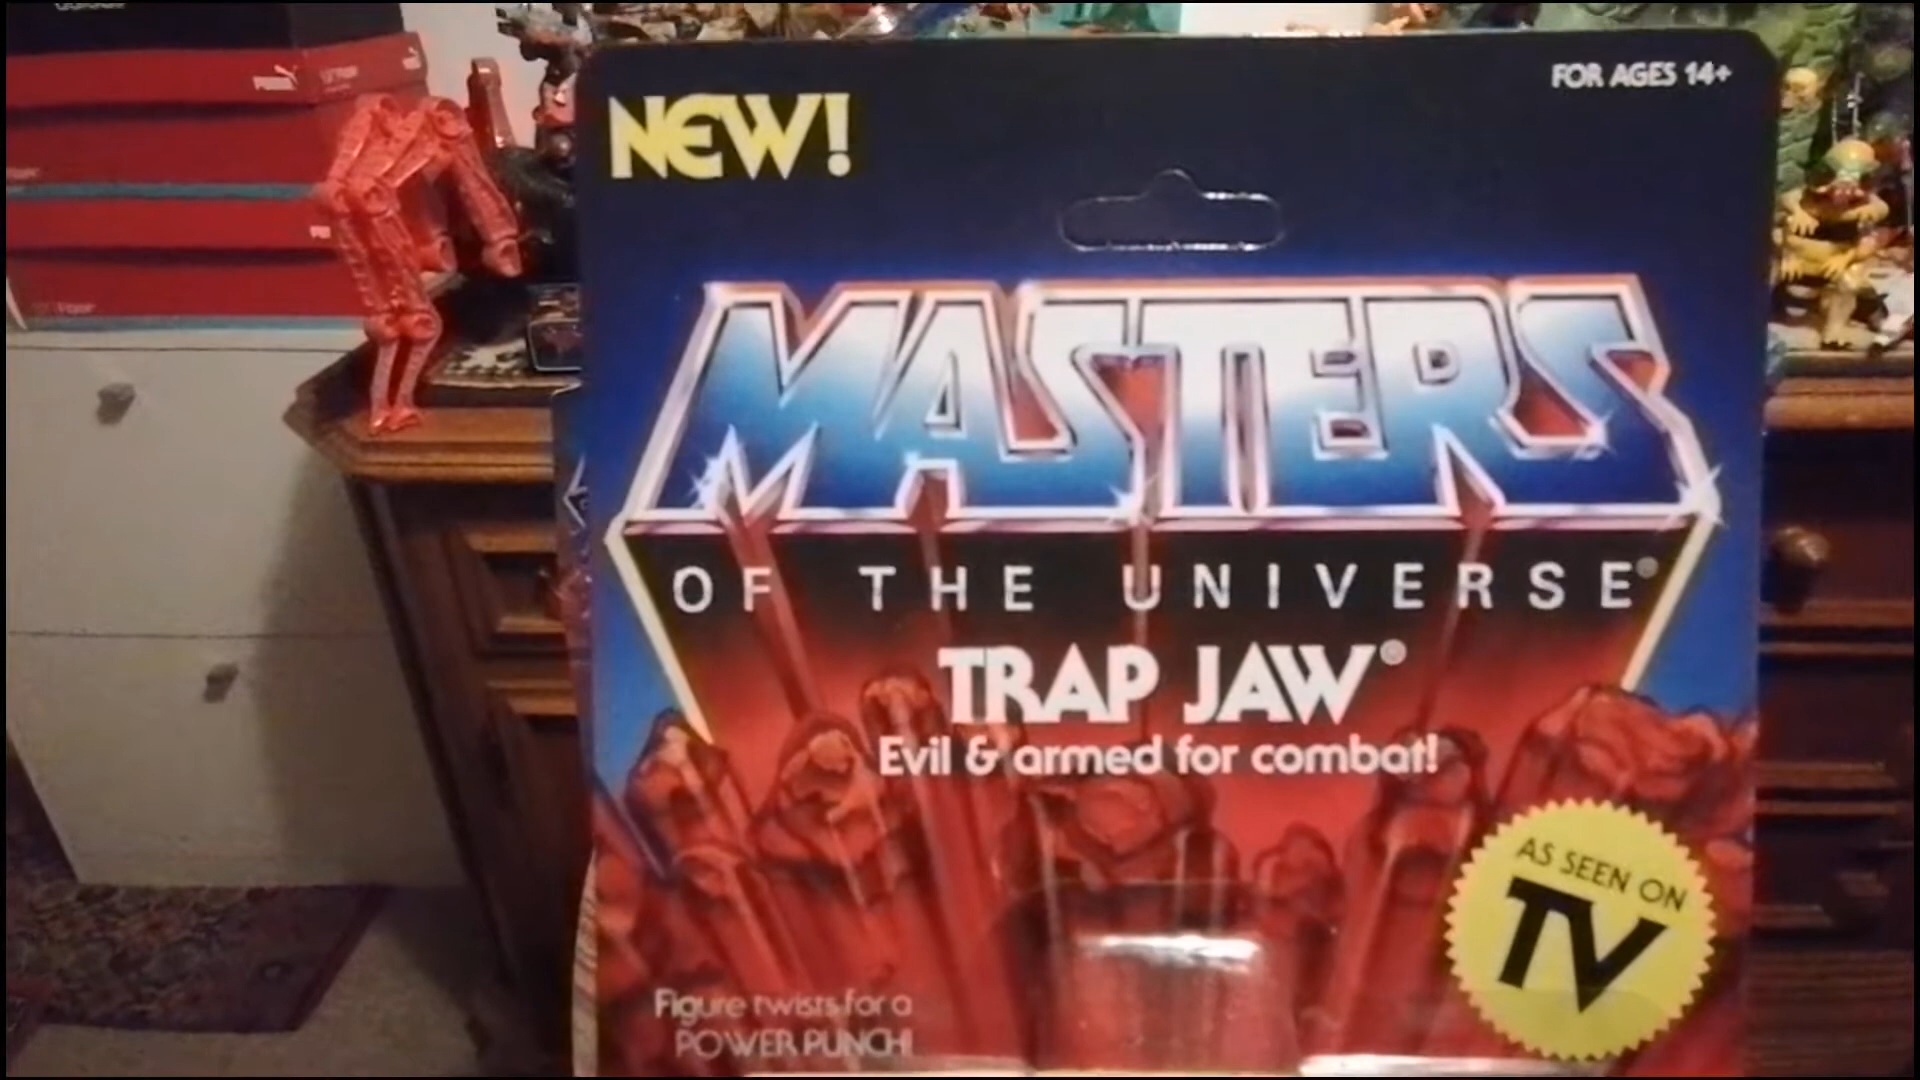 PUMA
NEW!
FOR AGES 14+
MASTERS
OF THE UNIVERSE®
TRAP JAW®
Evil & armed for combat!
AS SEEN ON
TV
Figure twists for a
POWER PUNCH!